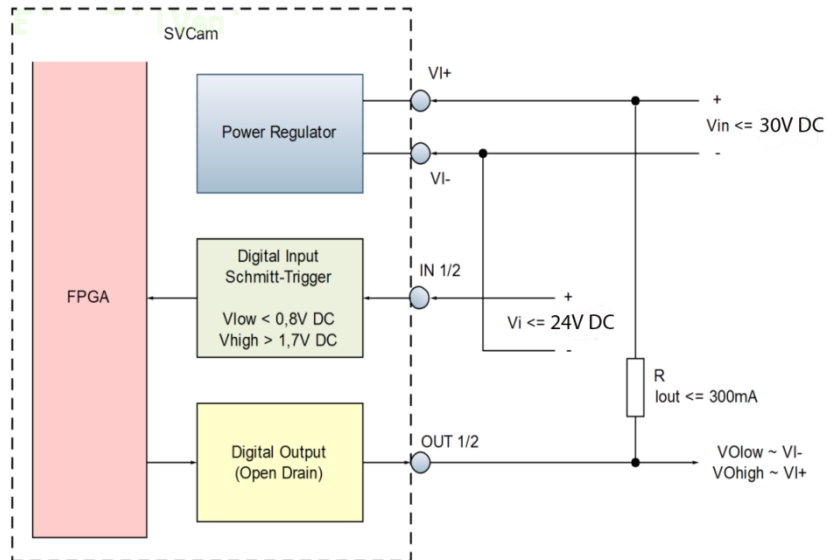 SVCam
VI+
+
Vin <= 30V DC
-
VI-
Power Regulator
Digital Input
Schmitt-Trigger
Vlow < 0,8V DC
Vhigh > 1,7V DC
IN 1/2
+
Vi <= 24V DC
-
FPGA
R
Iout <= 300mA
Digital Output
(Open Drain)
OUT 1/2
VOlow ~ VI-
VOhigh ~ VI+